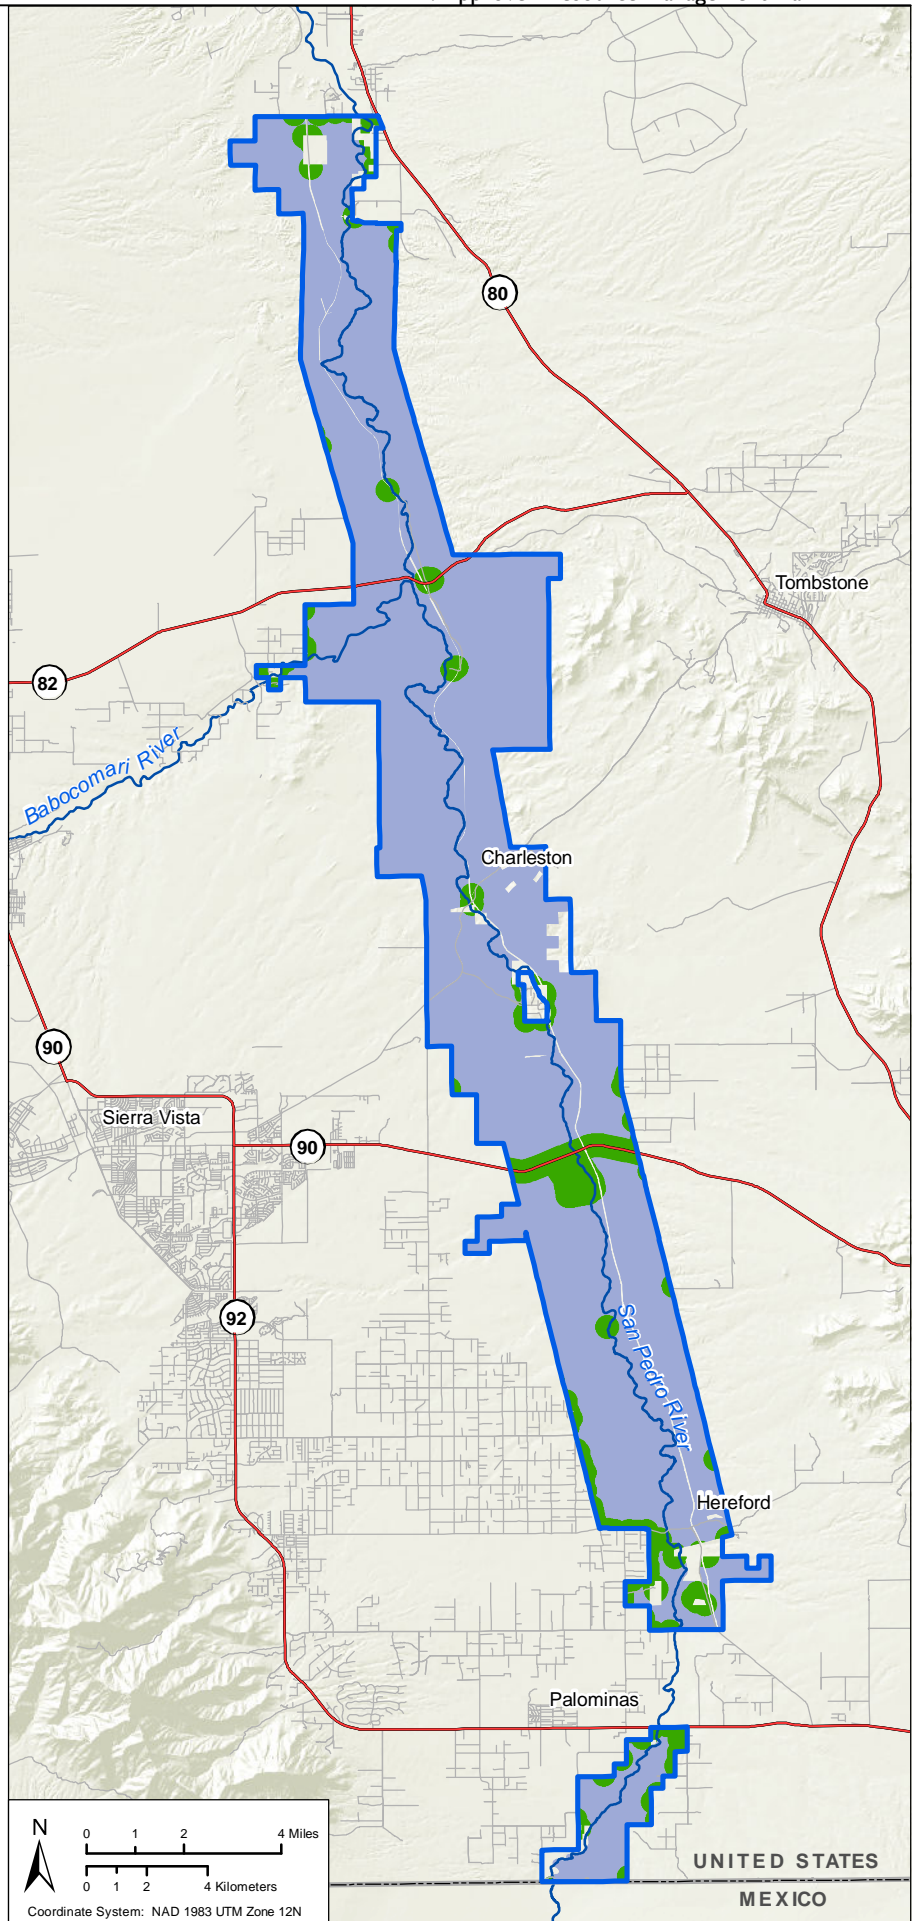 80
Tombstone
82
Babocomari River
Charleston
90
Sierra Vista
90
92
San Pedro River
Hereford
Palominas
N
0 1 2 4 Miles
0 1 2 4 Kilometers
Coordinate System: NAD 1983 UTM Zone 12N
UNITED STATES
MEXICO